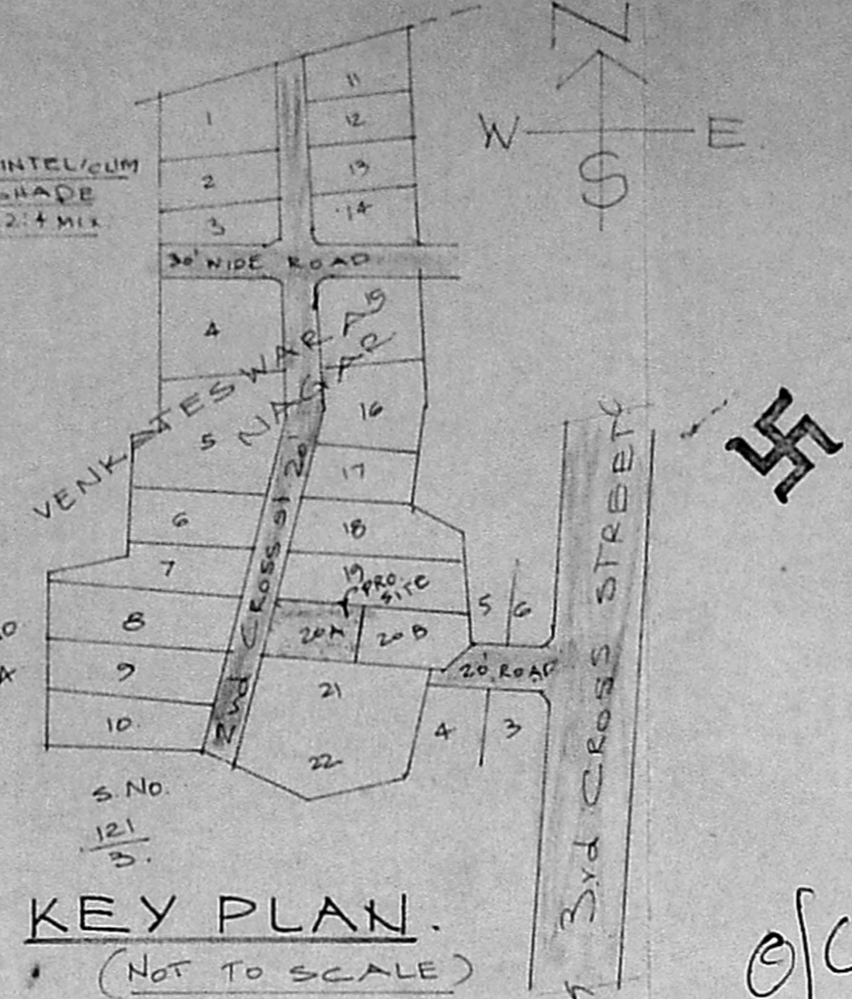 N
W E
S
INTEL/CUM
SHADE
2:4 MIX
1
2
3
11
12
13
14
30' WIDE ROAD
4
15
VENKATESWARA
NAGAR
5
16
6
17
7
18
8
19
PRO.
SITE
9
20A
20B
10.
21
22
2nd CROSS St 20'
5 6
20' ROAD
4 3
3rd CROSS STREET
S.No.
121
3.
KEY PLAN.
(NOT TO SCALE)